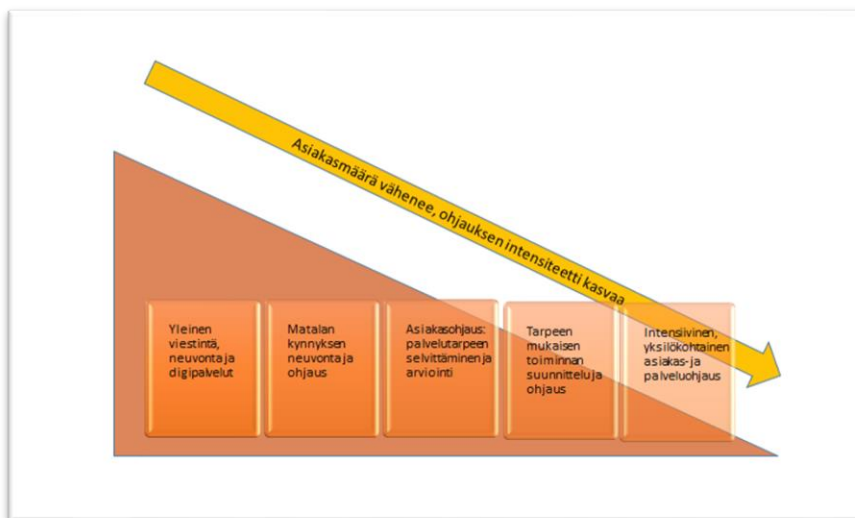 Asiakasmäärä vähenee, ohjauksen intensiteetti kasvaa
Yleinen
viestintä,
neuvonta ja
digipalvelut
Matalan
kynnyksen
neuvonta ja
ohjaus
Asiakasohjaus:
palvelutarpeen
selvittäminen ja
arviointi
Tarpeen
mukaisen
toiminnan
suunnittelu ja
ohjaus
Intensiivinen,
yksilökohtainen
asiakas- ja
palveluohjaus